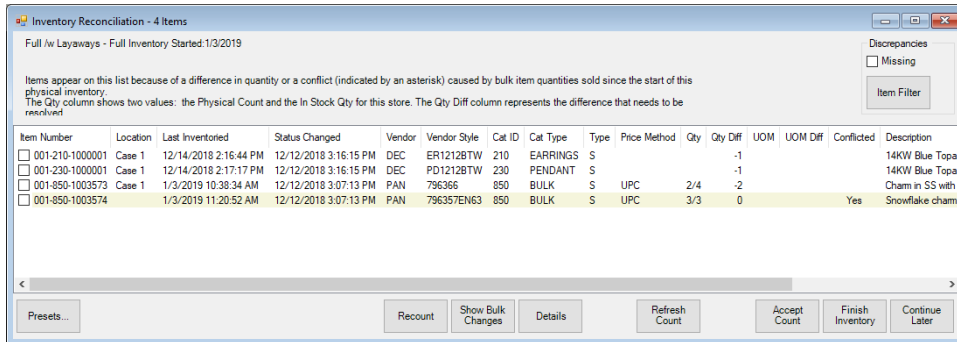 Inventory Reconciliation - 4 Items
Full /w Layaways - Full Inventory Started:1/3/2019
Discrepancies
Missing
Items appear on this list because of a difference in quantity or a conflict (indicated by an asterisk) caused by bulk item quantities sold since the start of this
physical inventory.
The Qty column shows two values: the Physical Count and the In Stock Qty for this store. The Qty Diff column represents the difference that needs to be
resolved
Item Filter
Item Number Location Last Inventoried Status Changed Vendor Vendor Style Cat ID Cat Type Type Price Method Qty Qty Diff UOM UOM Diff Conflicted Description
001-210-1000001 Case 1 12/14/2018 2:16:44 PM 12/12/2018 3:16:15 PM DEC ER1212BTW 210 EARRINGS S -1 14KW Blue Topa
001-230-1000001 Case 1 12/14/2018 2:17:17 PM 12/12/2018 3:16:15 PM DEC PD1212BTW 230 PENDANT S -1 14KW Blue Topa
001-850-1003573 Case 1 1/3/2019 10:38:34 AM 12/12/2018 3:07:13 PM PAN 796366 850 BULK S UPC 2/4 -2 Charm in SS with
001-850-1003574 1/3/2019 11:20:52 AM 12/12/2018 3:07:13 PM PAN 796357EN63 850 BULK S UPC 3/3 0 Yes Snowflake charm
Presets... Recount Show Bulk Changes Details Refresh Count Accept Count Finish Inventory Continue Later